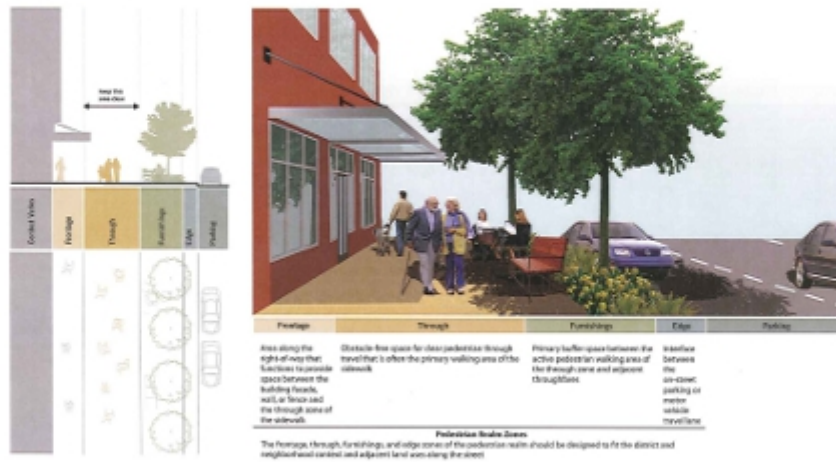 keep this
area clear
Frontage
Through
Furnishings
Edge
Parking
Frontage
Through
Furnishings
Edge
Parking
Area along the
right-of-way that
functions to provide
space between the
building facade,
wall, or fence and
the through zone of
the sidewalk
Obstacle-free space for clear pedestrian through
travel that is often the primary walking area of the
sidewalk
Primary buffer space between the
active pedestrian walking area of
the through zone and adjacent
thoroughfare
Interface
between
the
on-street
parking or
motor
vehicle
travel lane
Pedestrian Realm Zones
The frontage, through, furnishings, and edge zones of the pedestrian realm should be designed to fit the district and
neighborhood context and adjacent land uses along the street